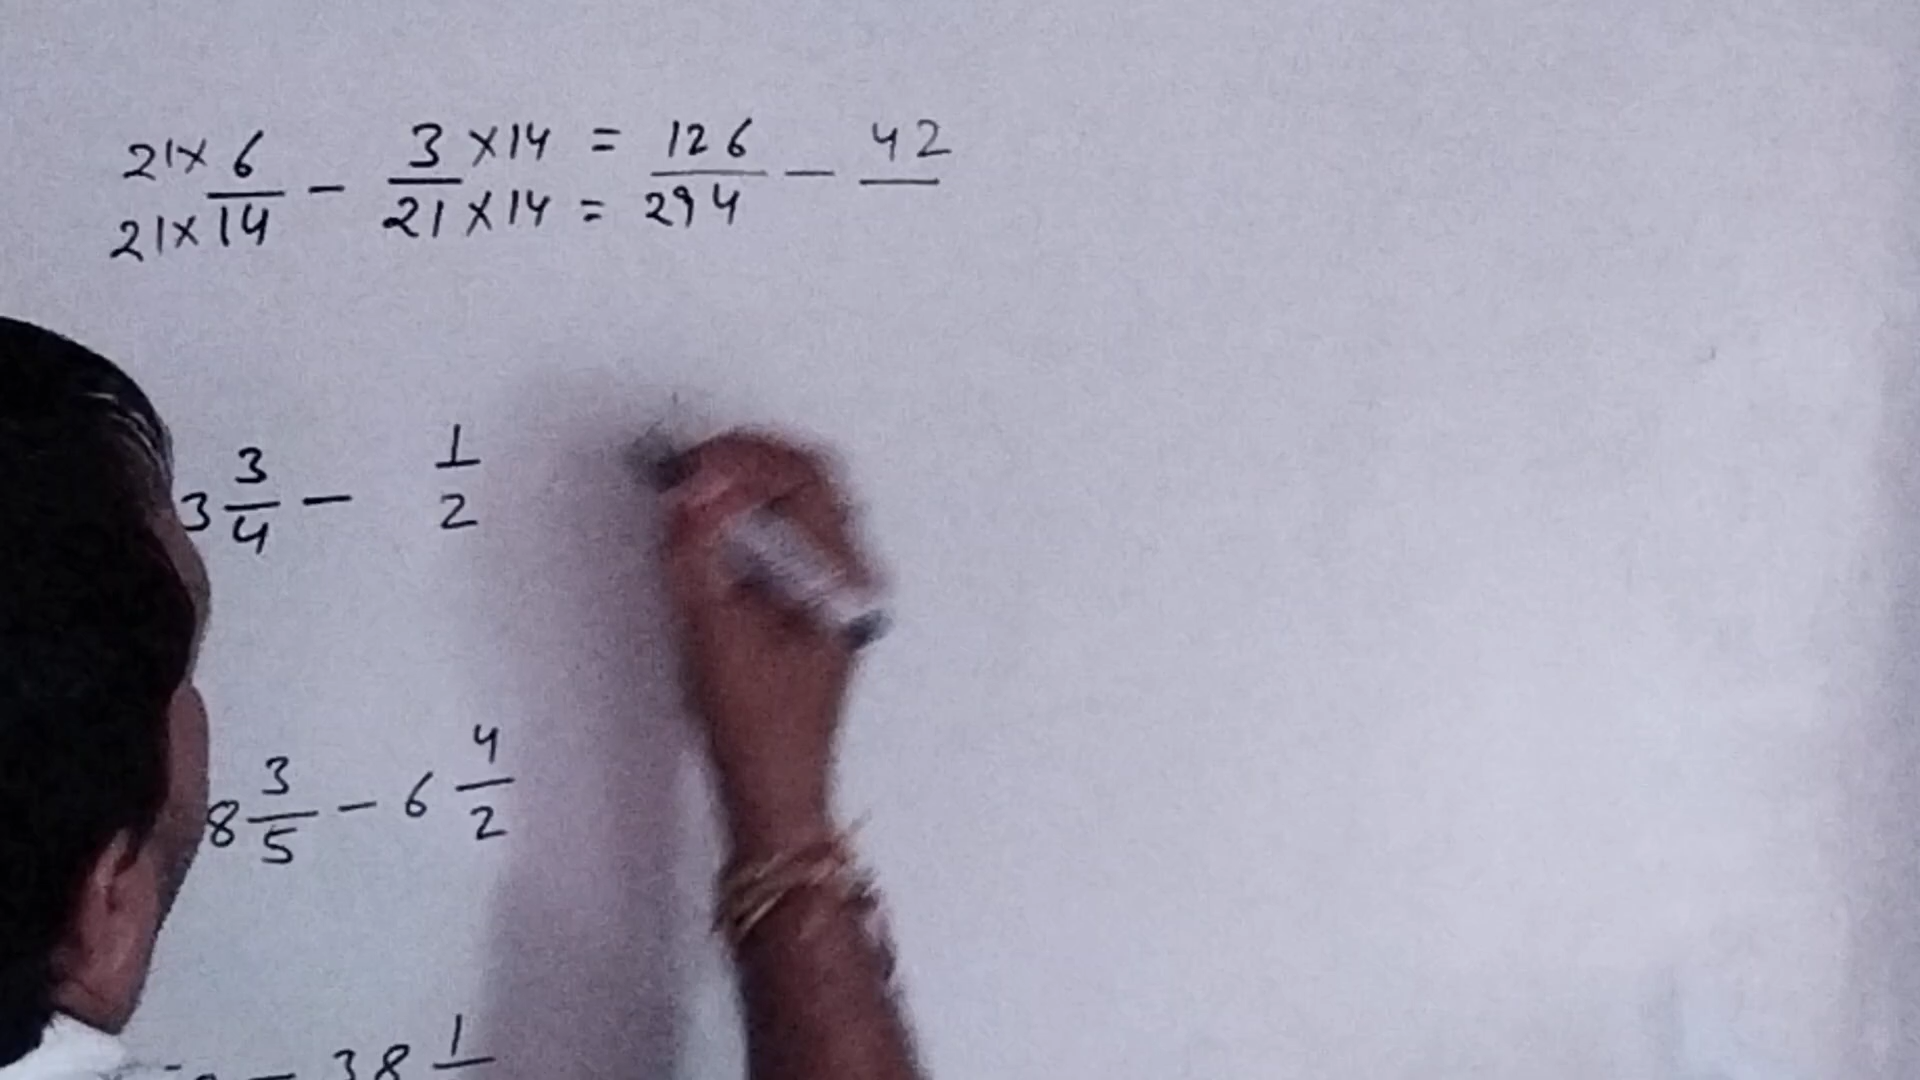 21 × 6/14 - 3 × 14/21 × 14 = 126/294 - 42/
21 ×
3 3/4 - 1/2
8 3/5 - 6 4/2
- 38 1/